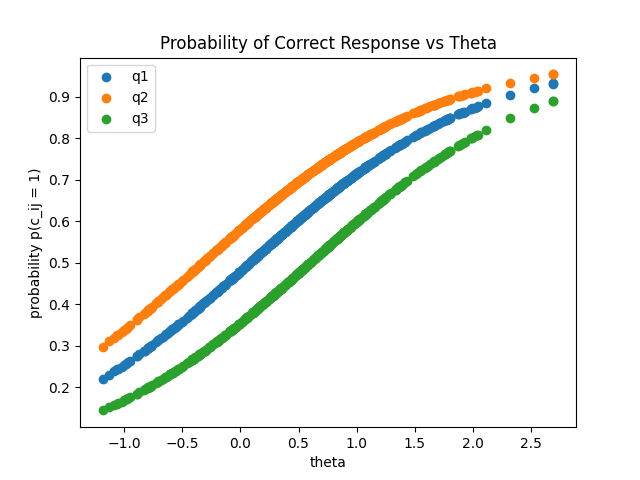 Probability of Correct Response vs Theta
q1
q2
q3
probability p(c_ij = 1)
0.9
0.8
0.7
0.6
0.5
0.4
0.3
0.2
−1.0 −0.5 0.0 0.5 1.0 1.5 2.0 2.5
theta